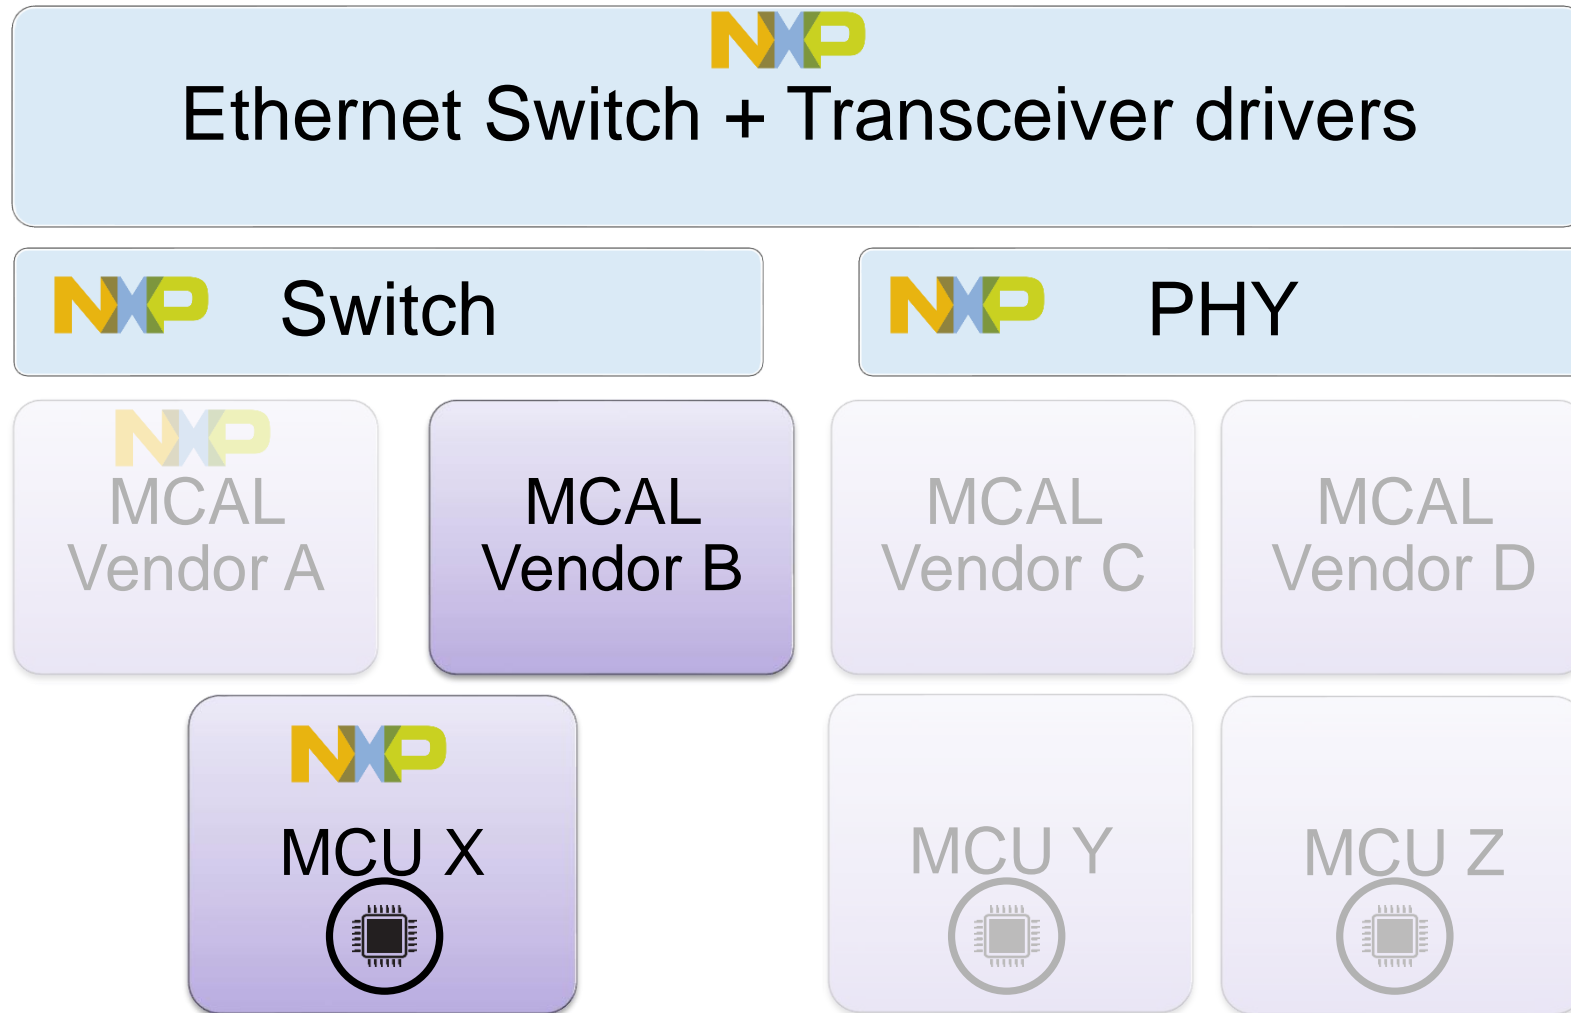 NXP
Ethernet Switch + Transceiver drivers
NXP Switch
NXP PHY
NXP
MCAL
Vendor A
MCAL
Vendor B
MCAL
Vendor C
MCAL
Vendor D
NXP
MCU X
MCU Y
MCU Z